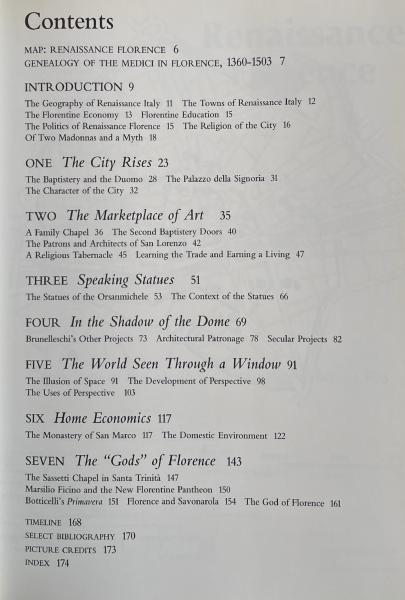 Contents
MAP: RENAISSANCE FLORENCE 6
GENEALOGY OF THE MEDICI IN FLORENCE, 1360–1503 7
INTRODUCTION 9
The Geography of Renaissance Italy 11 The Towns of Renaissance Italy 12
The Florentine Economy 13 Florentine Education 15
The Politics of Renaissance Florence 15 The Religion of the City 16
Of Two Madonnas and a Myth 18
ONE The City Rises 23
The Baptistery and the Duomo 28 The Palazzo della Signoria 31
The Character of the City 32
TWO The Marketplace of Art 35
A Family Chapel 36 The Second Baptistery Doors 40
The Patrons and Architects of San Lorenzo 42
A Religious Tabernacle 45 Learning the Trade and Earning a Living 47
THREE Speaking Statues 51
The Statues of the Orsanmichele 53 The Context of the Statues 66
FOUR In the Shadow of the Dome 69
Brunelleschi's Other Projects 73 Architectural Patronage 78 Secular Projects 82
FIVE The World Seen Through a Window 91
The Illusion of Space 91 The Development of Perspective 98
The Uses of Perspective 103
SIX Home Economics 117
The Monastery of San Marco 117 The Domestic Environment 122
SEVEN The "Gods" of Florence 143
The Sassetti Chapel in Santa Trinità 147
Marsilio Ficino and the New Florentine Pantheon 150
Botticelli's Primavera 151 Florence and Savonarola 154 The God of Florence 161
TIMELINE 168
SELECT BIBLIOGRAPHY 170
PICTURE CREDITS 173
INDEX 174